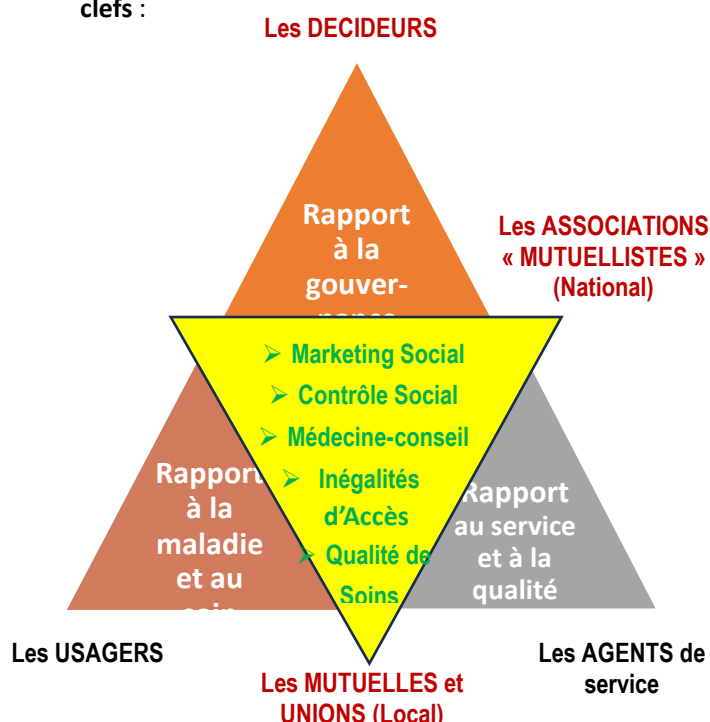 clefs :
Les DECIDEURS
Rapport
à la
gouver-
nance
Les ASSOCIATIONS
« MUTUELLISTES »
(National)
➢ Marketing Social
➢ Contrôle Social
➢ Médecine-conseil
➢ Inégalités
d'Accès
➢ Qualité de
Soins
Rapport
à la
maladie
et au
soin
Rapport
au service
et à la
qualité
Les USAGERS
Les MUTUELLES et
UNIONS (Local)
Les AGENTS de
service